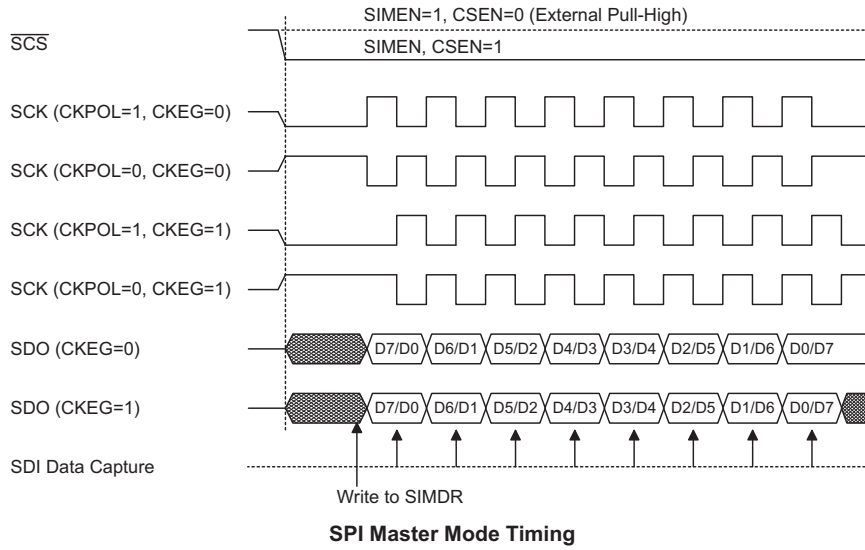 SIMEN=1, CSEN=0 (External Pull-High)
SCS
SIMEN, CSEN=1
SCK (CKPOL=1, CKEG=0)
SCK (CKPOL=0, CKEG=0)
SCK (CKPOL=1, CKEG=1)
SCK (CKPOL=0, CKEG=1)
SDO (CKEG=0) D7/D0 D6/D1 D5/D2 D4/D3 D3/D4 D2/D5 D1/D6 D0/D7
SDO (CKEG=1) D7/D0 D6/D1 D5/D2 D4/D3 D3/D4 D2/D5 D1/D6 D0/D7
SDI Data Capture
Write to SIMDR
SPI Master Mode Timing